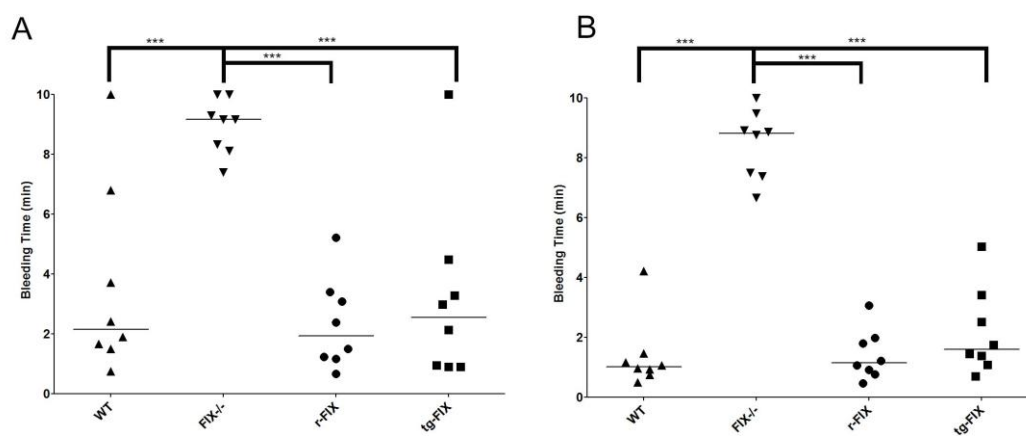 A
*** ***
***
10
8
6
4
2
0
Bleeding Time (min)
WT
FIX-/-
r-FIX
tg-FIX
B
*** ***
***
10
8
6
4
2
0
Bleeding Time (min)
WT
FIX-/-
r-FIX
tg-FIX